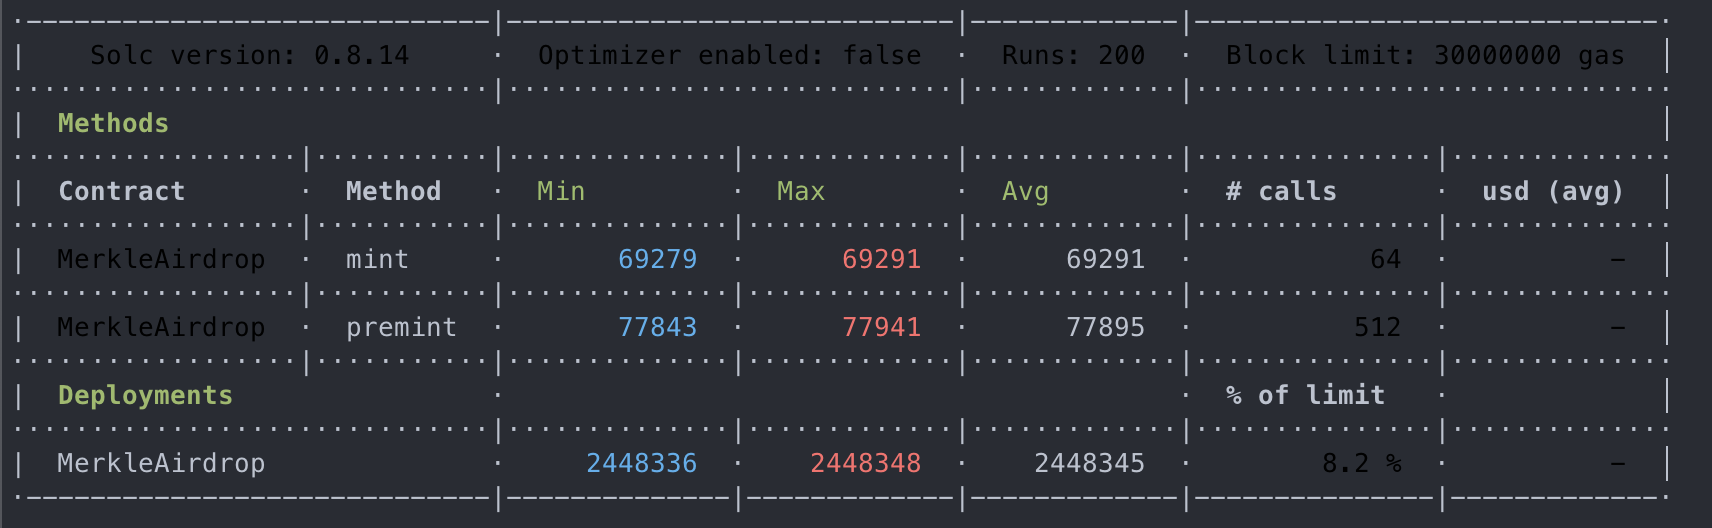 Solc version: 0.8.14 · Optimizer enabled: false · Runs: 200 · Block limit: 30000000 gas
Methods
Contract · Method · Min · Max · Avg · # calls · usd (avg)
MerkleAirdrop · mint · 69279 · 69291 · 69291 · 64 · –
MerkleAirdrop · premint · 77843 · 77941 · 77895 · 512 · –
Deployments · · % of limit ·
MerkleAirdrop · 2448336 · 2448348 · 2448345 · 8.2 % · –